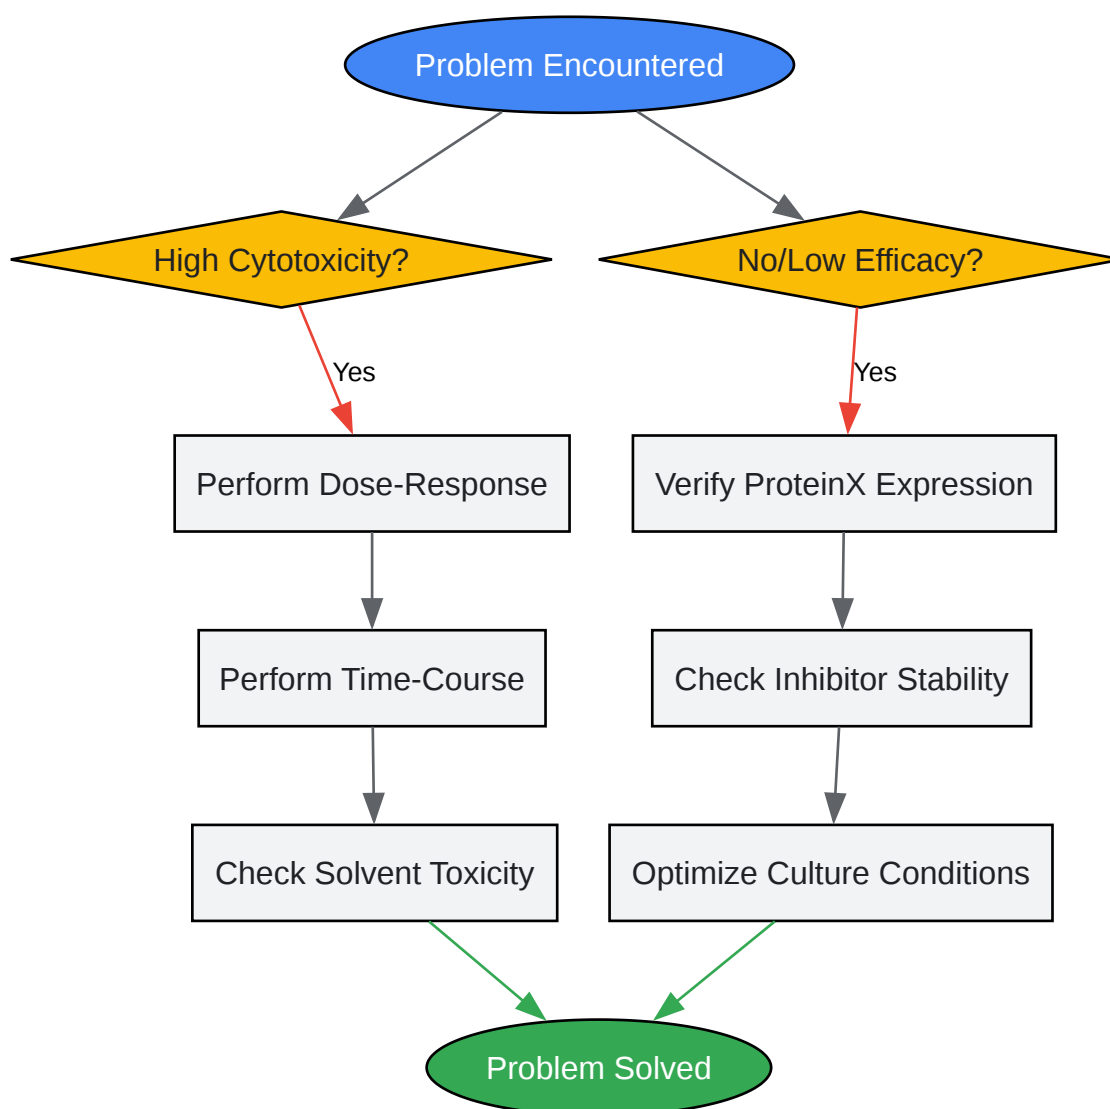 Problem Encountered
High Cytotoxicity?
No/Low Efficacy?
Yes
Yes
Perform Dose-Response
Verify ProteinX Expression
Perform Time-Course
Check Inhibitor Stability
Check Solvent Toxicity
Optimize Culture Conditions
Problem Solved